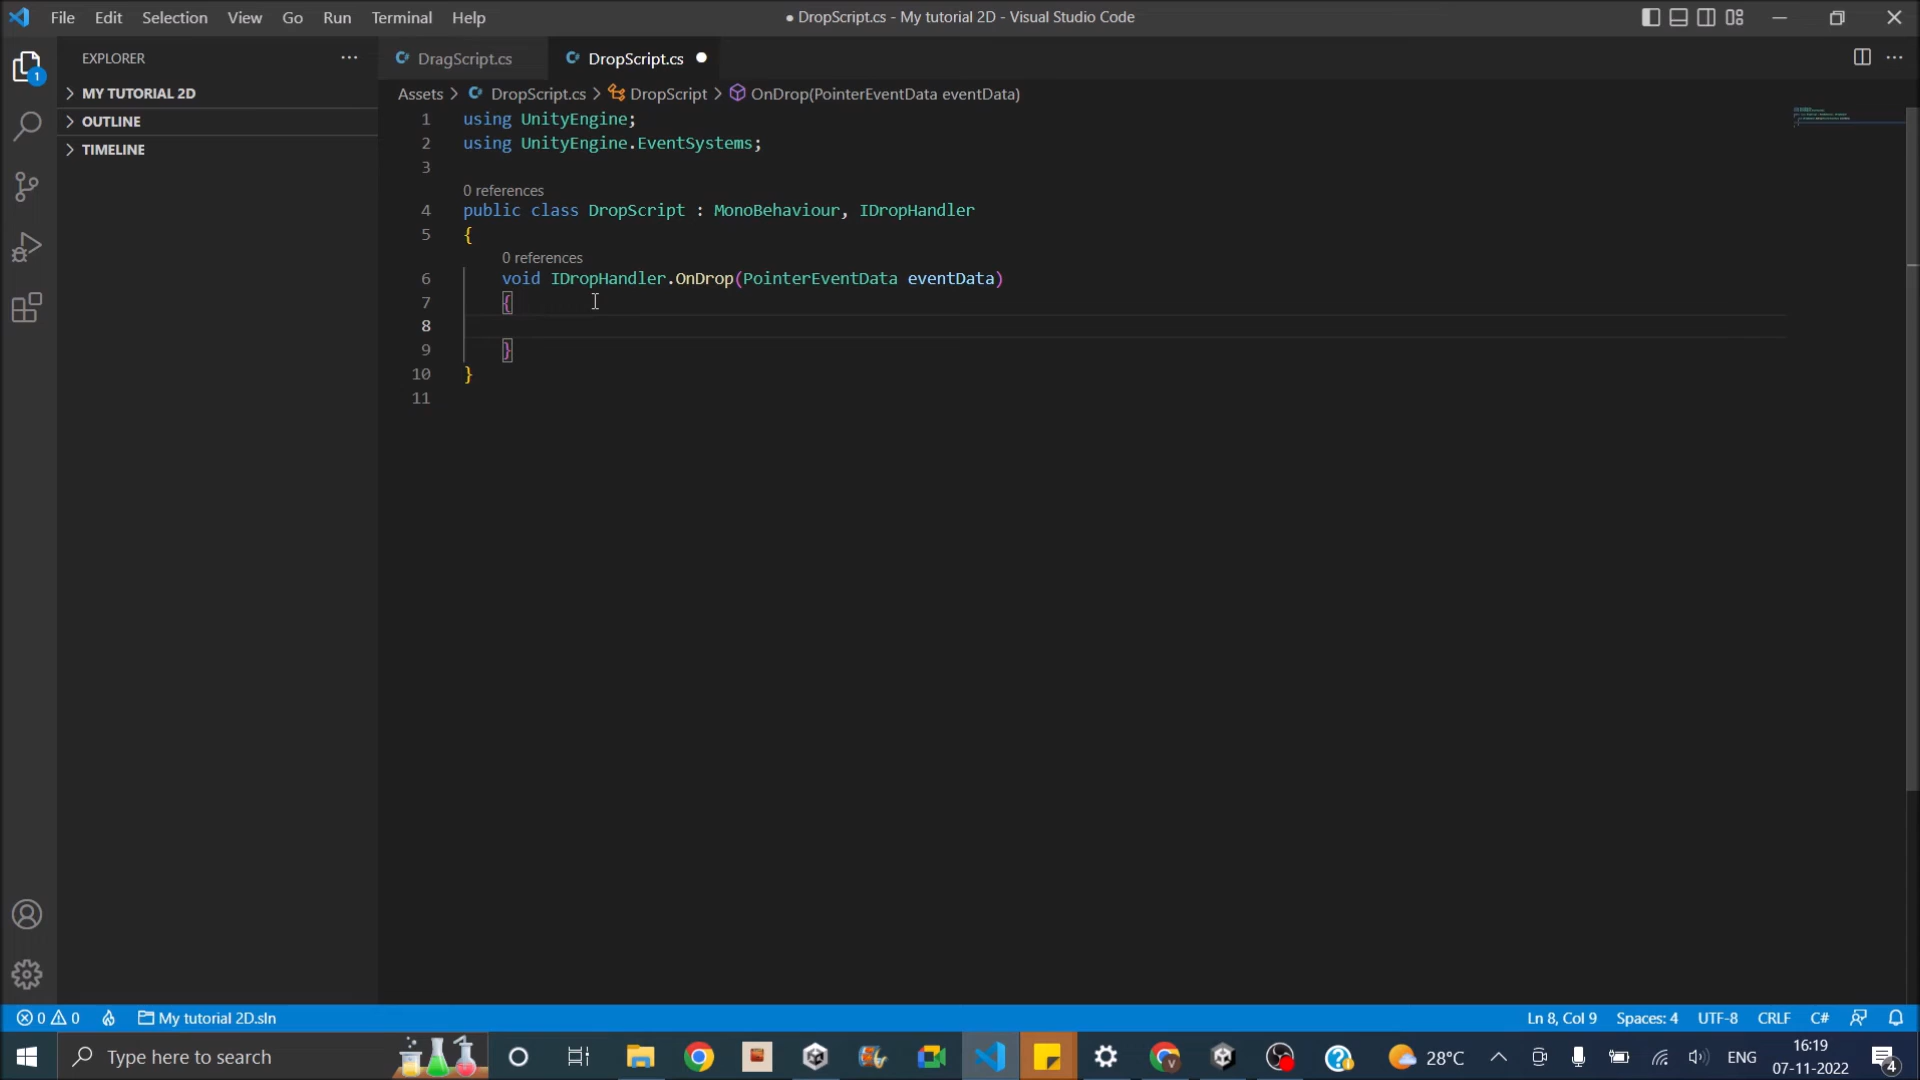 File Edit Selection View Go Run Terminal Help
● DropScript.cs - My tutorial 2D - Visual Studio Code
EXPLORER
DragScript.cs
DropScript.cs
MY TUTORIAL 2D
OUTLINE
TIMELINE
Assets > DropScript.cs > DropScript > OnDrop(PointerEventData eventData)
1 using UnityEngine;
2 using UnityEngine.EventSystems;
3
0 references
4 public class DropScript : MonoBehaviour, IDropHandler
5 {
0 references
6 void IDropHandler.OnDrop(PointerEventData eventData)
7 {
8
9 }
10 }
11
1
0 0 My tutorial 2D.sln
Ln 8, Col 9 Spaces: 4 UTF-8 CRLF C#
Type here to search
28°C
ENG
16:19
07-11-2022
4